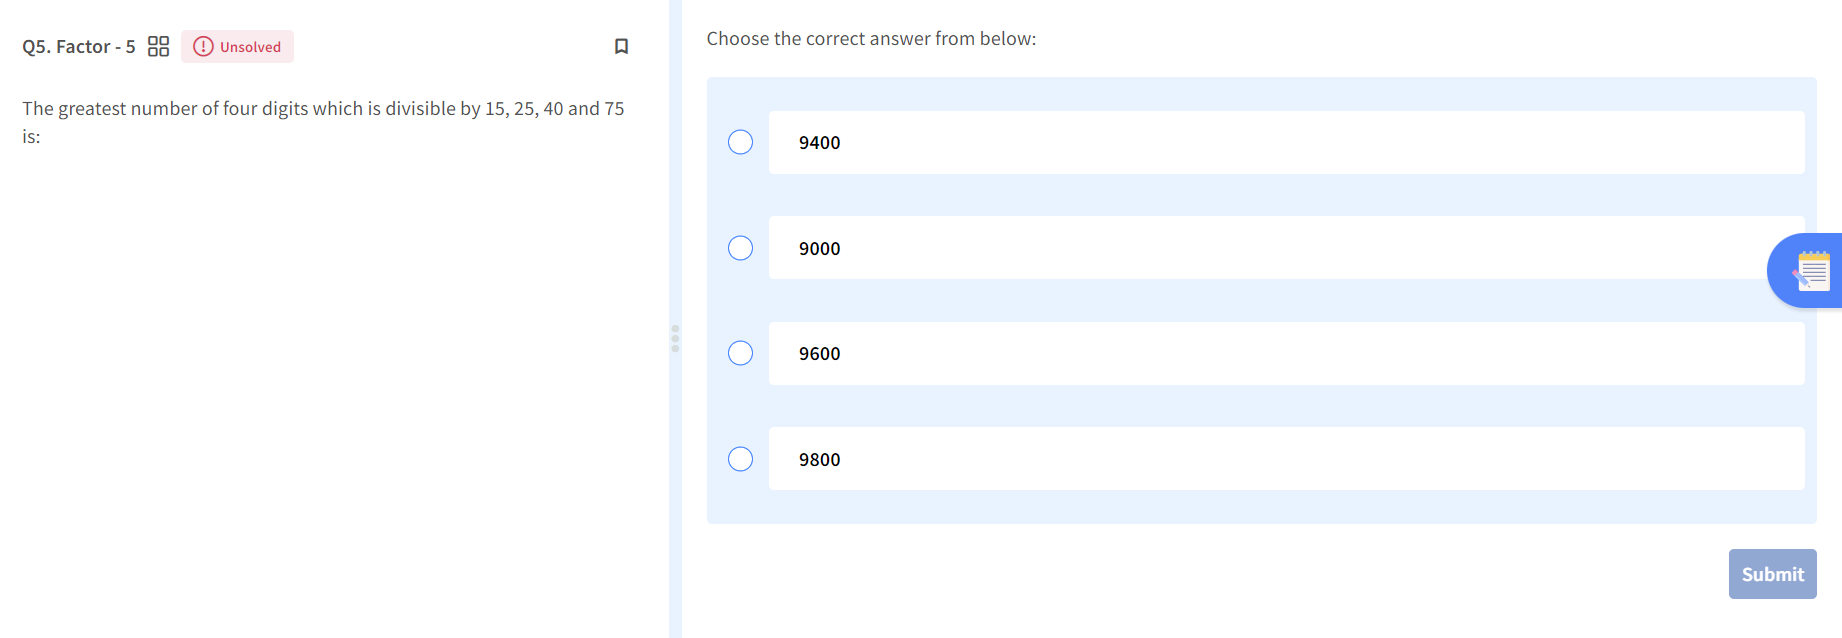 Q5. Factor - 5
Unsolved
The greatest number of four digits which is divisible by 15, 25, 40 and 75
is:
Choose the correct answer from below:
9400
9000
9600
9800
Submit